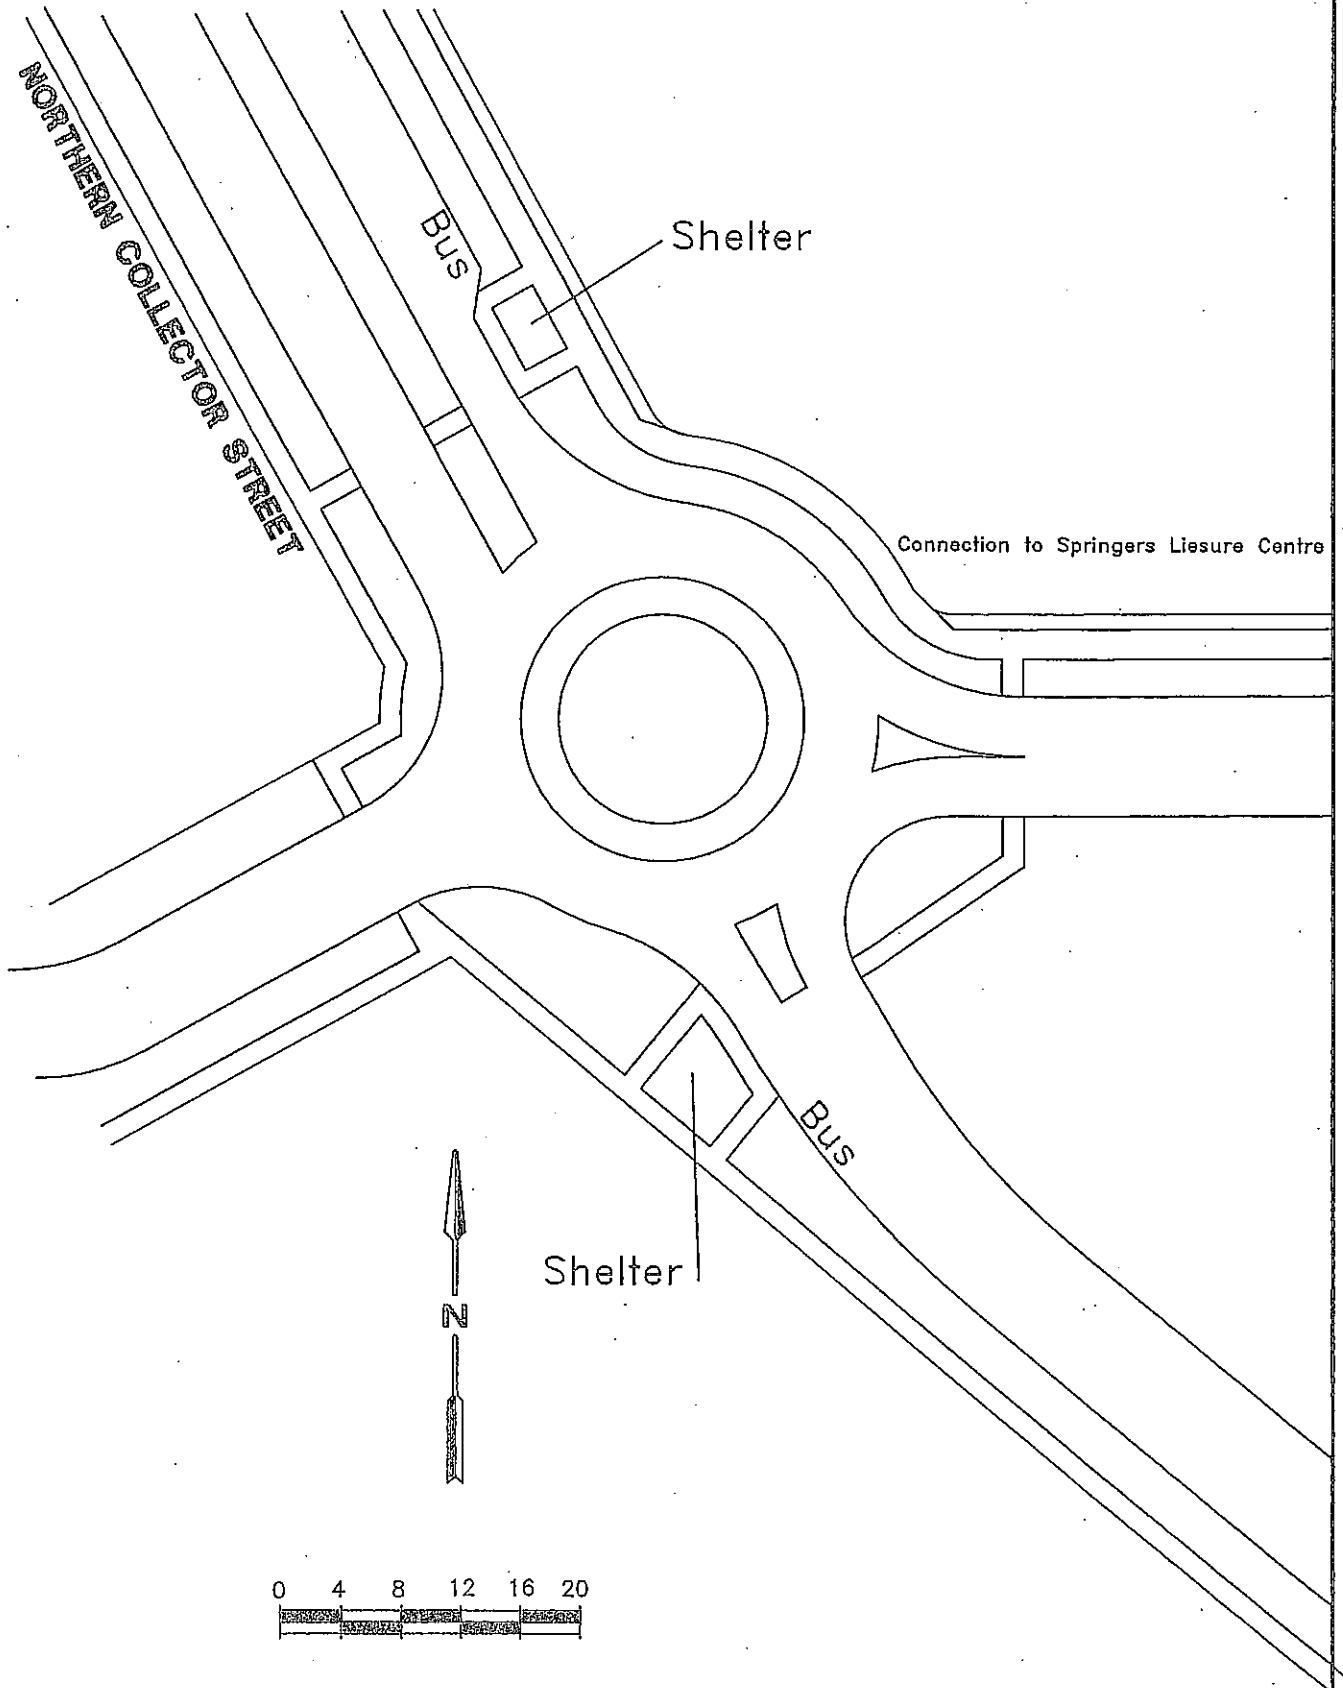 NORTHERN COLLECTOR STREET
Bus
Shelter
Connection to Springers Liesure Centre
Bus
Shelter
N
0 4 8 12 16 20